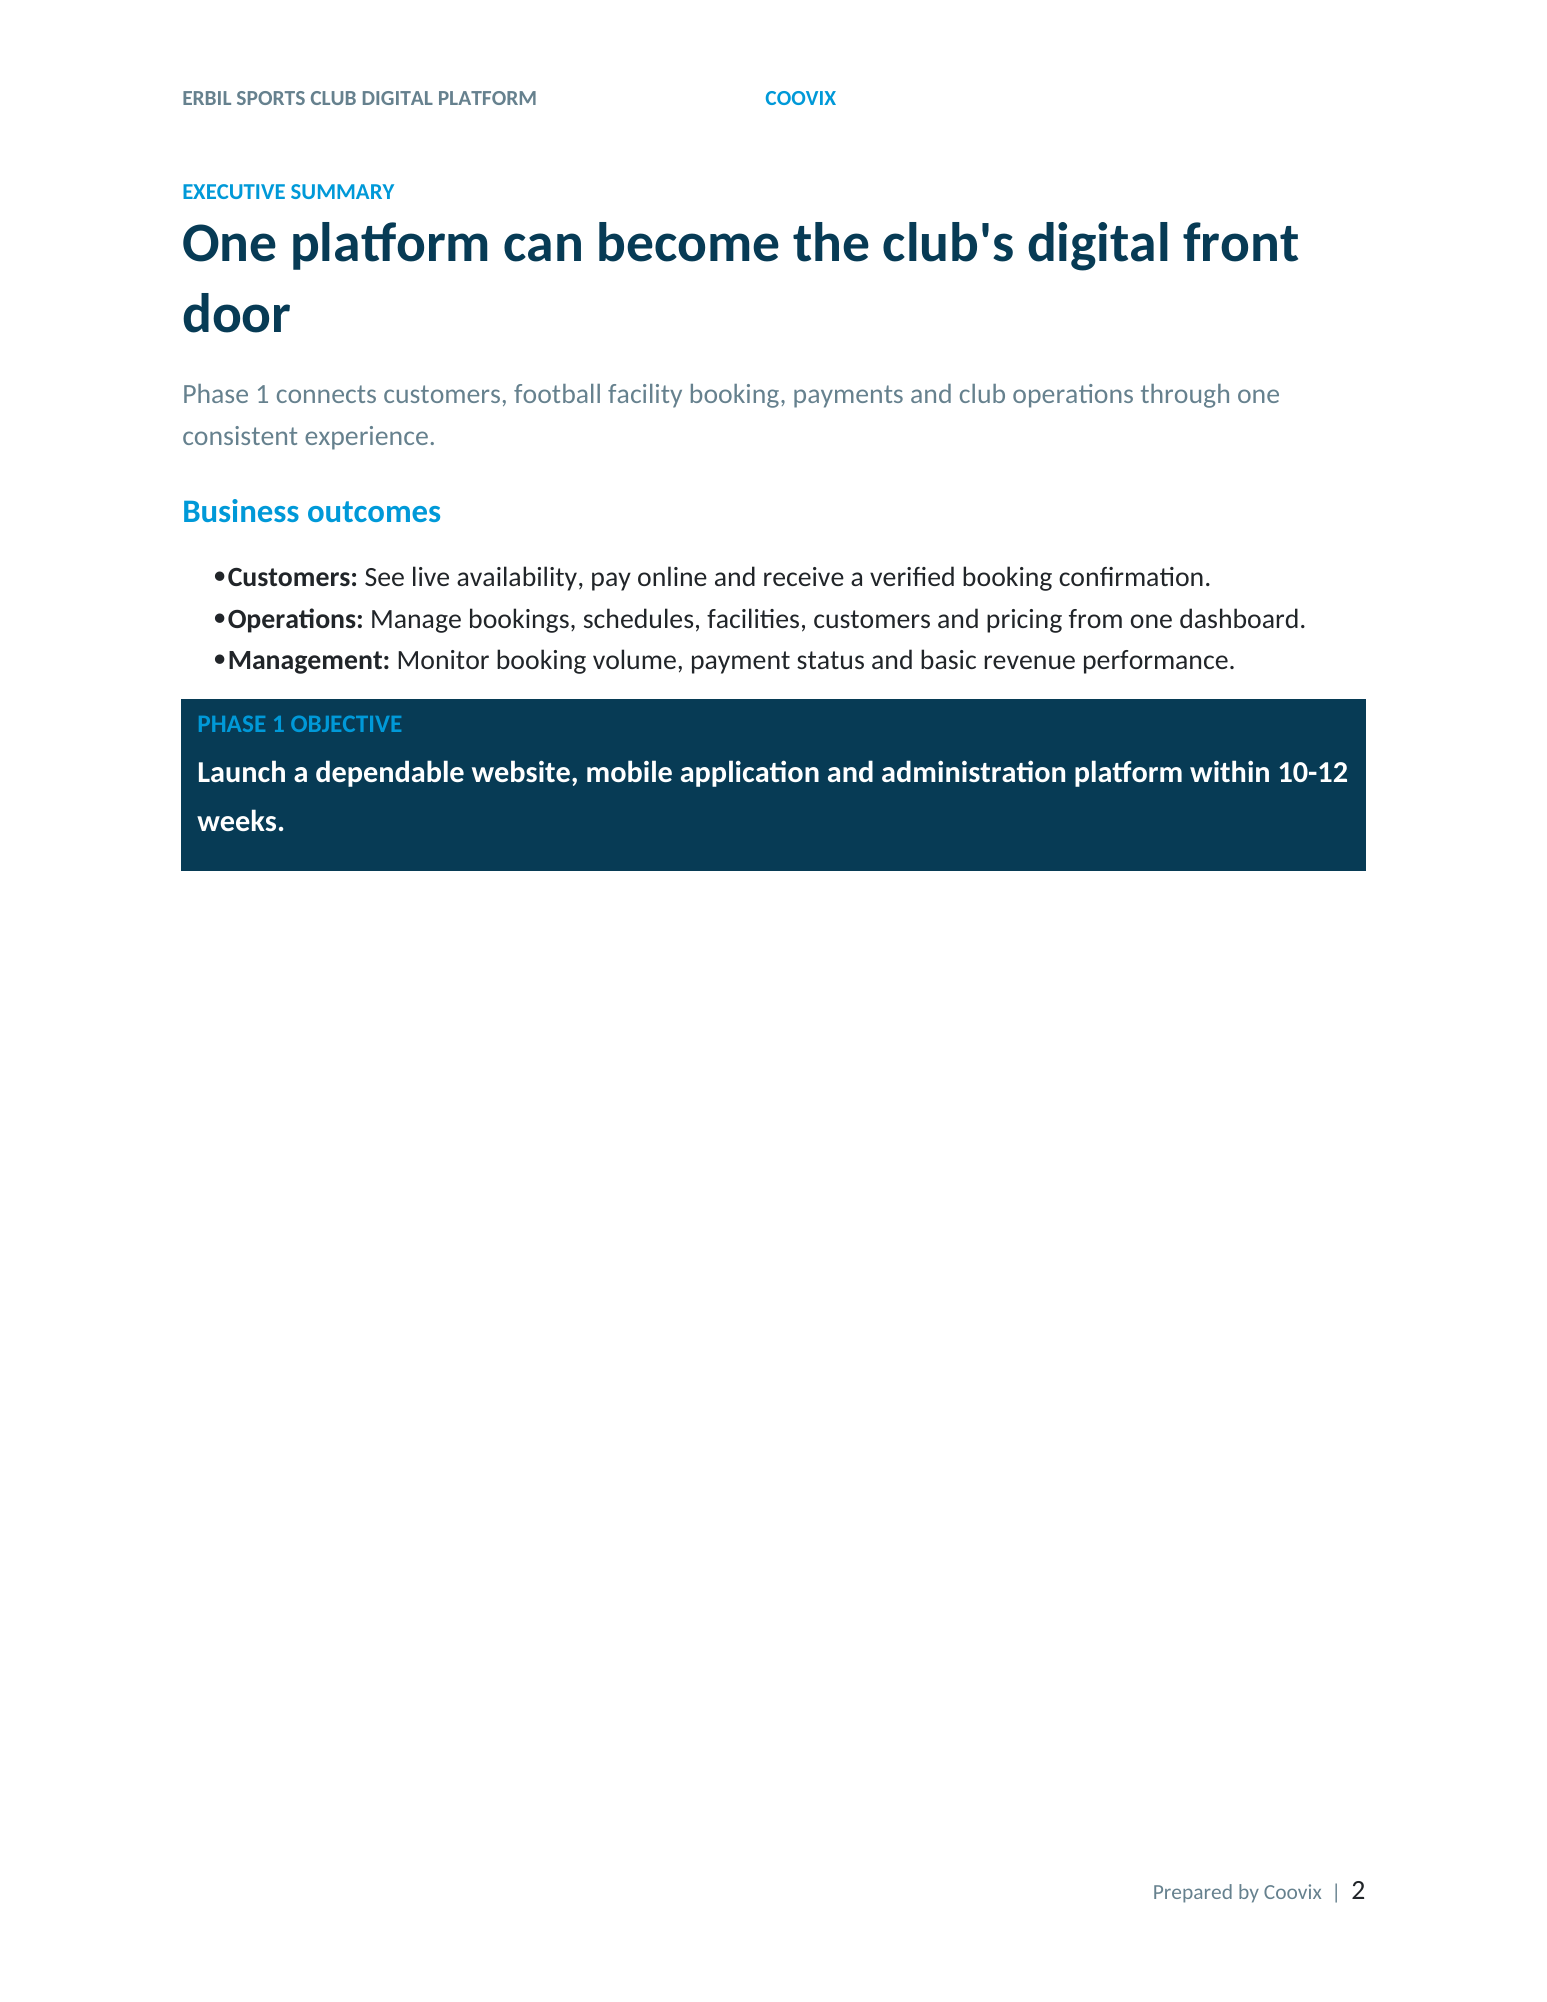 ERBIL SPORTS CLUB DIGITAL PLATFORM COOVIX
EXECUTIVE SUMMARY
One platform can become the club's digital front
door
Phase 1 connects customers, football facility booking, payments and club operations through one
consistent experience.
Business outcomes
•Customers: See live availability, pay online and receive a verified booking confirmation.
•Operations: Manage bookings, schedules, facilities, customers and pricing from one dashboard.
•Management: Monitor booking volume, payment status and basic revenue performance.
PHASE 1 OBJECTIVE
Launch a dependable website, mobile application and administration platform within 10-12
weeks.
Prepared by Coovix | 2